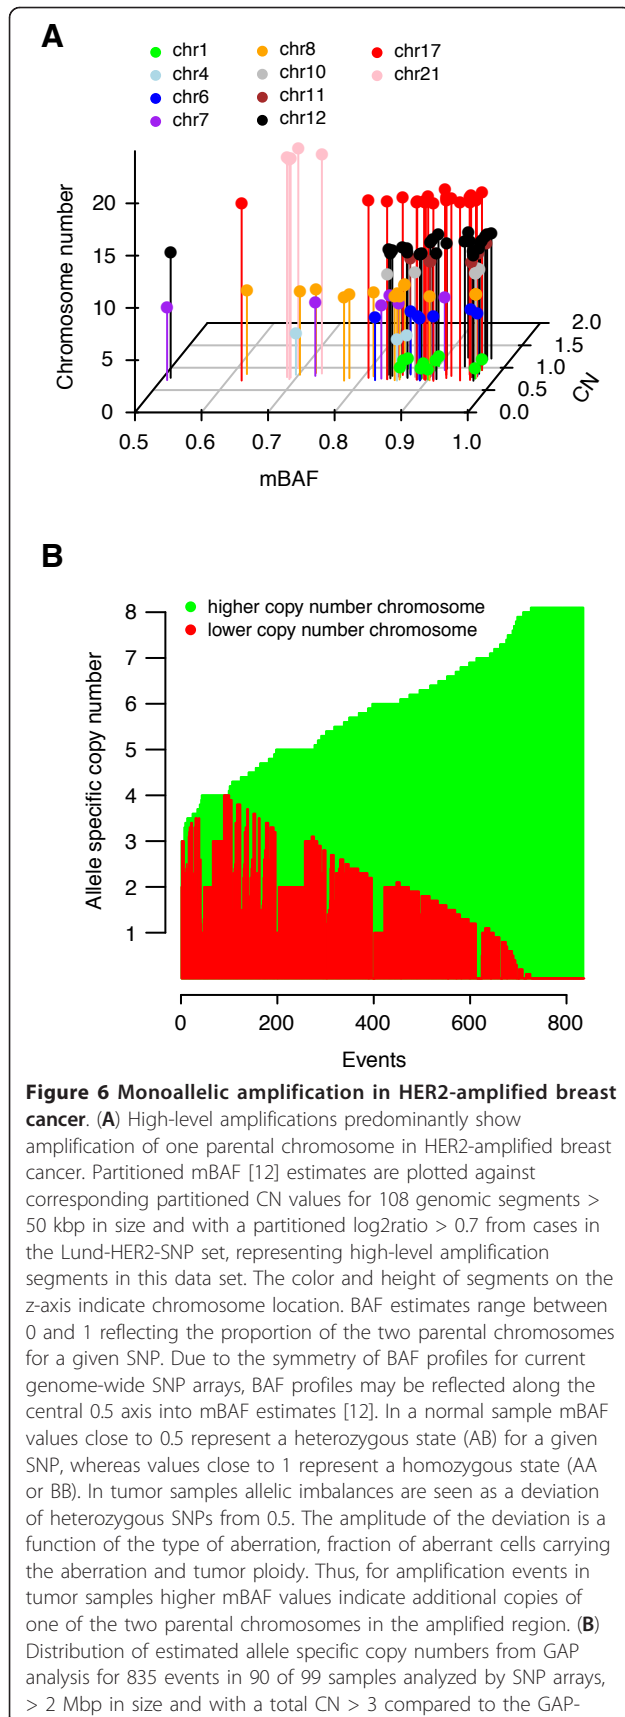 A
chr1
chr4
chr6
chr7
chr8
chr10
chr11
chr12
chr17
chr21
Chromosome number
20
15
10
5
0
0.5
0.6
0.7
0.8
0.9
1.0
mBAF
0.0
0.5
1.0
1.5
2.0
CN
B
higher copy number chromosome
lower copy number chromosome
Allele specific copy number
8
7
6
5
4
3
2
1
0
200
400
600
800
Events
Figure 6 Monoallelic amplification in HER2-amplified breast
cancer. (A) High-level amplifications predominantly show
amplification of one parental chromosome in HER2-amplified breast
cancer. Partitioned mBAF [12] estimates are plotted against
corresponding partitioned CN values for 108 genomic segments >
50 kbp in size and with a partitioned log2ratio > 0.7 from cases in
the Lund-HER2-SNP set, representing high-level amplification
segments in this data set. The color and height of segments on the
z-axis indicate chromosome location. BAF estimates range between
0 and 1 reflecting the proportion of the two parental chromosomes
for a given SNP. Due to the symmetry of BAF profiles for current
genome-wide SNP arrays, BAF profiles may be reflected along the
central 0.5 axis into mBAF estimates [12]. In a normal sample mBAF
values close to 0.5 represent a heterozygous state (AB) for a given
SNP, whereas values close to 1 represent a homozygous state (AA
or BB). In tumor samples allelic imbalances are seen as a deviation
of heterozygous SNPs from 0.5. The amplitude of the deviation is a
function of the type of aberration, fraction of aberrant cells carrying
the aberration and tumor ploidy. Thus, for amplification events in
tumor samples higher mBAF values indicate additional copies of
one of the two parental chromosomes in the amplified region. (B)
Distribution of estimated allele specific copy numbers from GAP
analysis for 835 events in 90 of 99 samples analyzed by SNP arrays,
> 2 Mbp in size and with a total CN > 3 compared to the GAP-